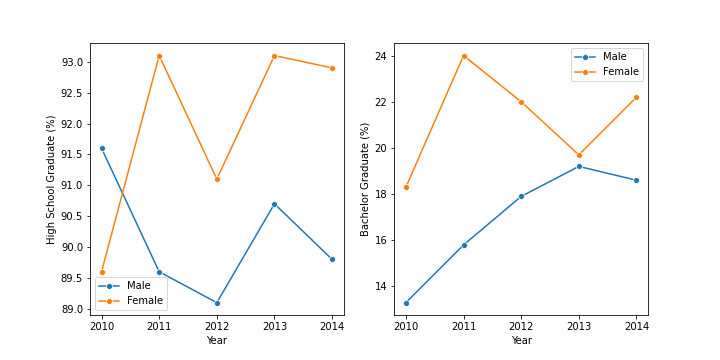 High School Graduate (%)
93.0
92.5
92.0
91.5
91.0
90.5
90.0
89.5
89.0
Male
Female
2010 2011 2012 2013 2014
Year
Bachelor Graduate (%)
24
22
20
18
16
14
Male
Female
2010 2011 2012 2013 2014
Year